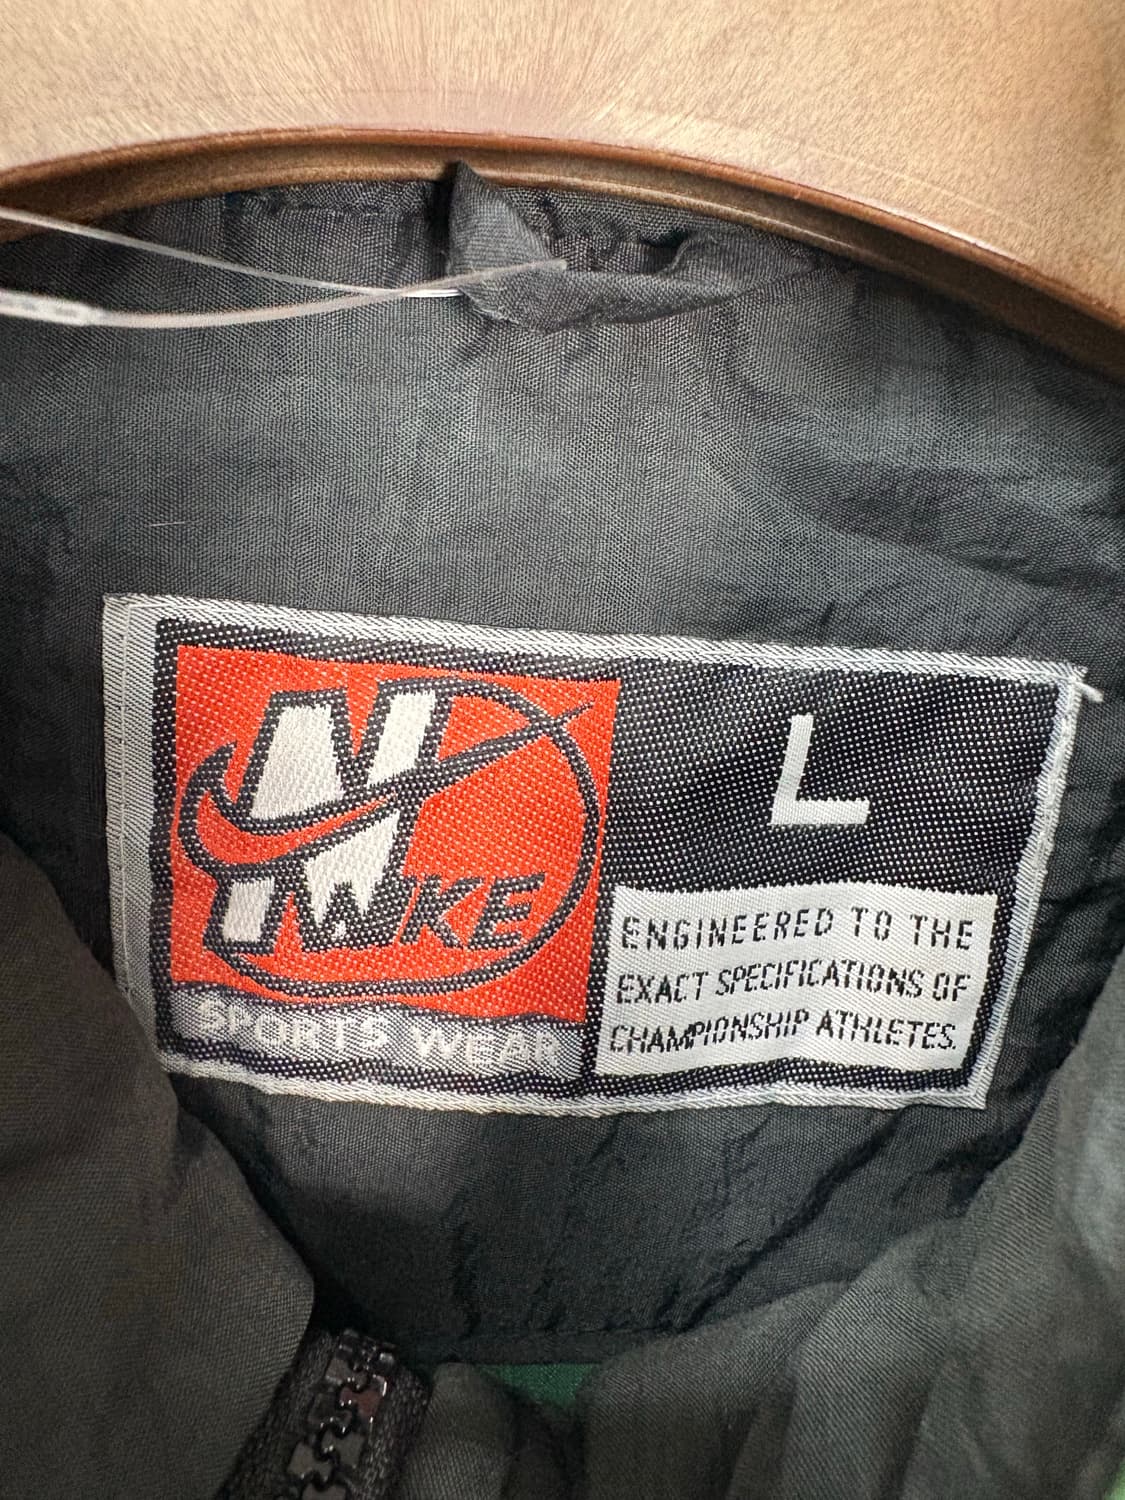 N
NIKE
SPORTS WEAR
L
ENGINEERED TO THE
EXACT SPECIFICATIONS OF
CHAMPIONSHIP ATHLETES.